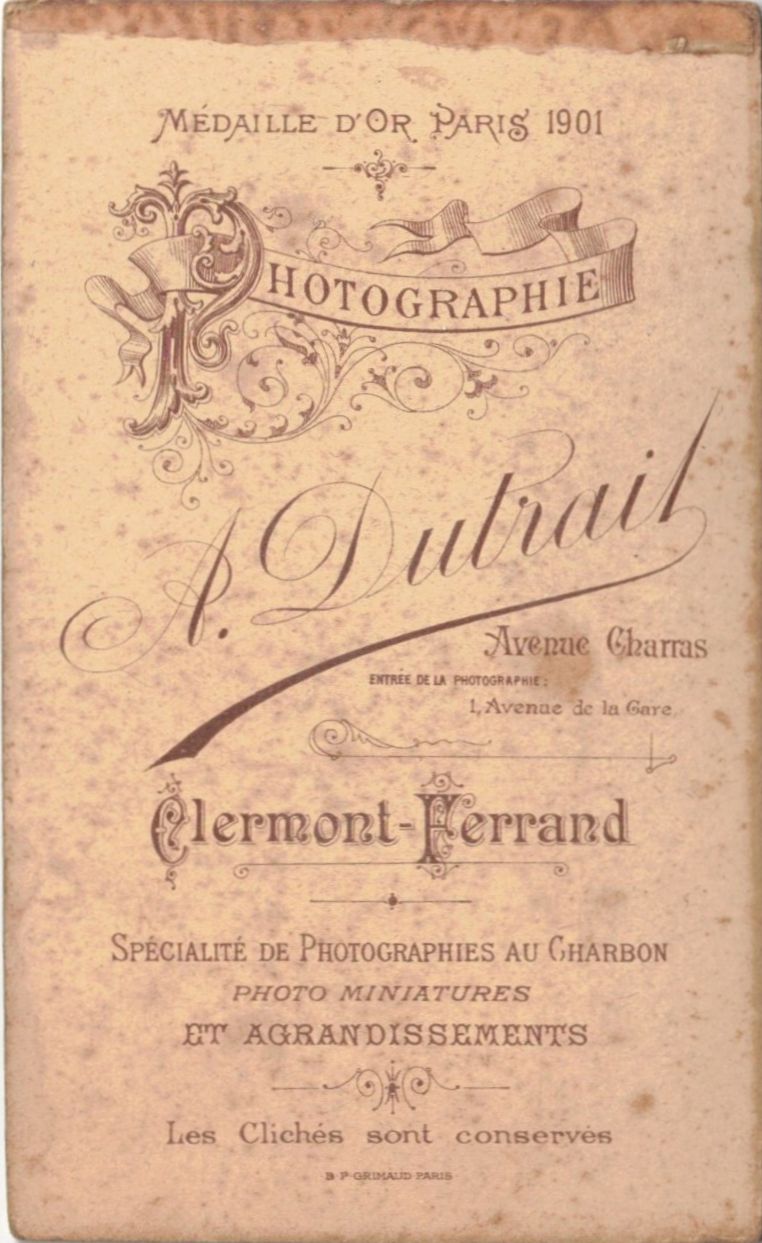 MÉDAILLE D'OR PARIS 1901
PHOTOGRAPHIE
A. Dutrait
Avenue Charras
ENTRÉE DE LA PHOTOGRAPHIE:
1, Avenue de la Gare
Clermont-Ferrand
SPÉCIALITÉ DE PHOTOGRAPHIES AU CHARBON
PHOTO MINIATURES
ET AGRANDISSEMENTS
Les Clichés sont conservés
B P GRIMAUD PARIS